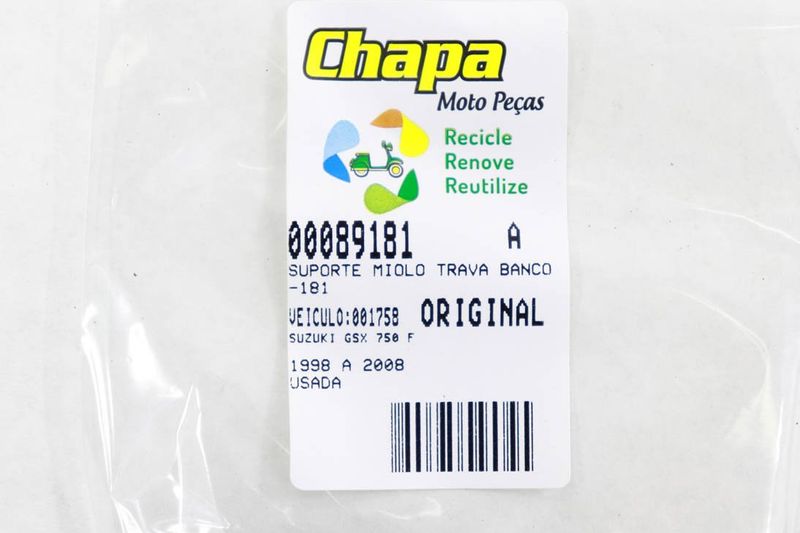 Chapa
Moto Peças
Recicle
Renove
Reutilize
00089181 A
SUPORTE MIOLO TRAVA BANCO
-181
VEICULO:001758 ORIGINAL
SUZUKI GSX 750 F
1998 A 2008
USADA